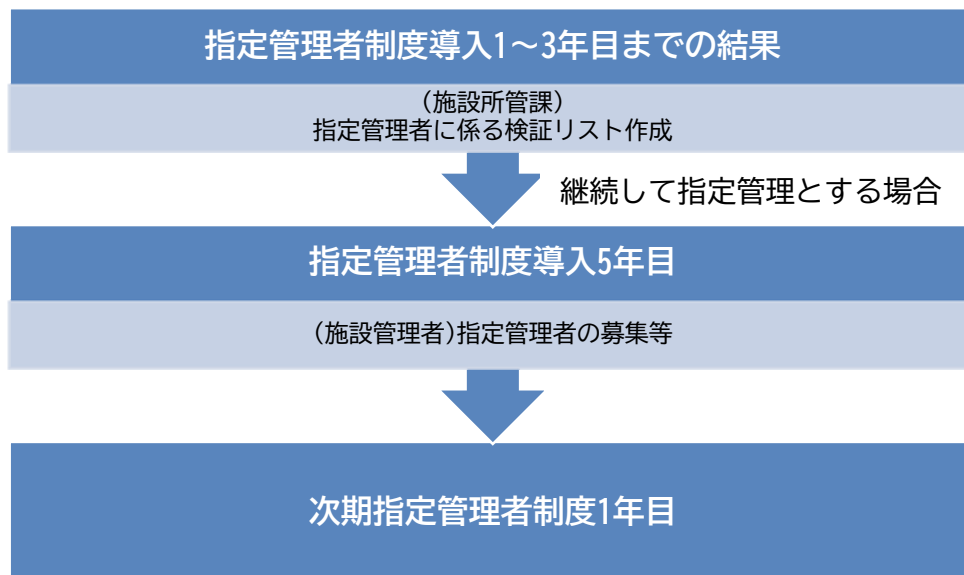 指定管理者制度導入1～3年目までの結果
（施設所管課）
指定管理者に係る検証リスト作成
継続して指定管理とする場合
指定管理者制度導入5年目
（施設管理者）指定管理者の募集等
次期指定管理者制度1年目